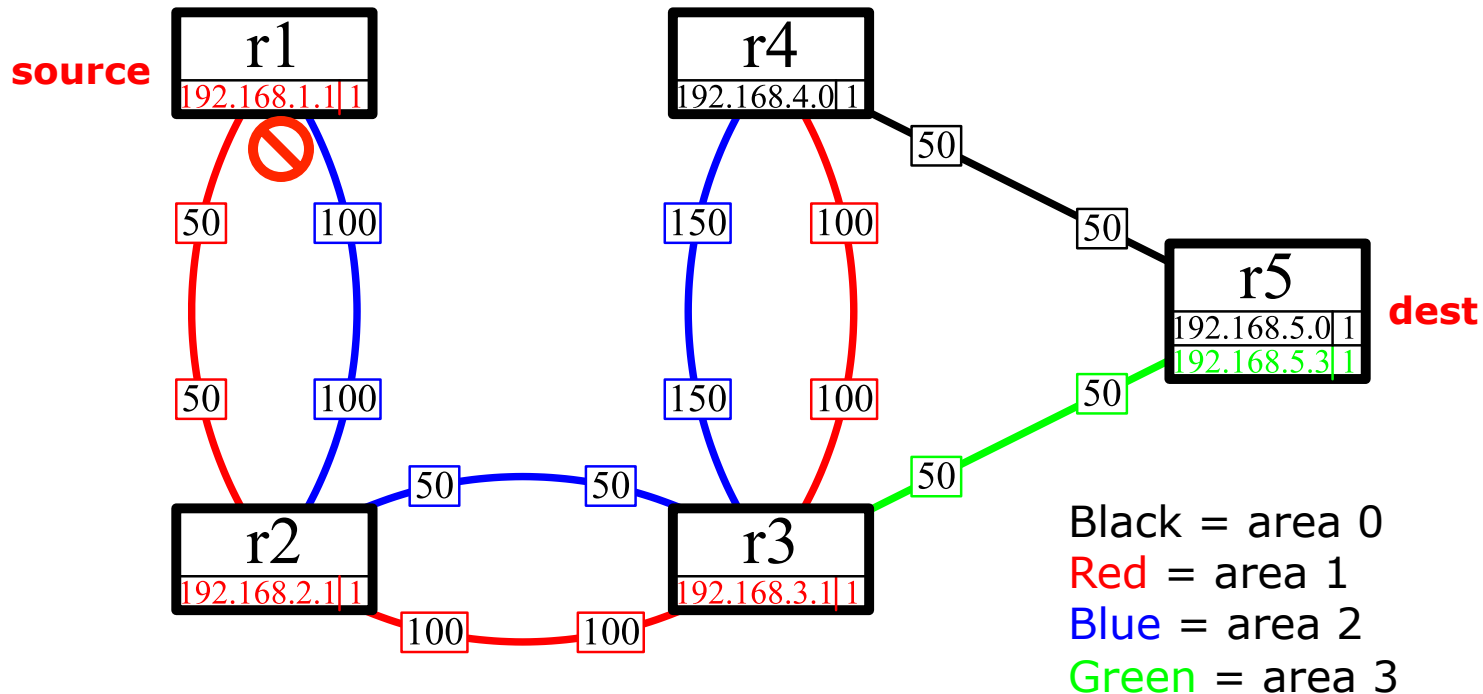 source
r1
192.168.1.1 1
r4
192.168.4.0 1
50
50
50
100
150
100
r5
192.168.5.0 1
192.168.5.3 1
dest
50
100
150
100
50
50
50
50
r2
192.168.2.1 1
r3
192.168.3.1 1
100
100
Black = area 0
Red = area 1
Blue = area 2
Green = area 3